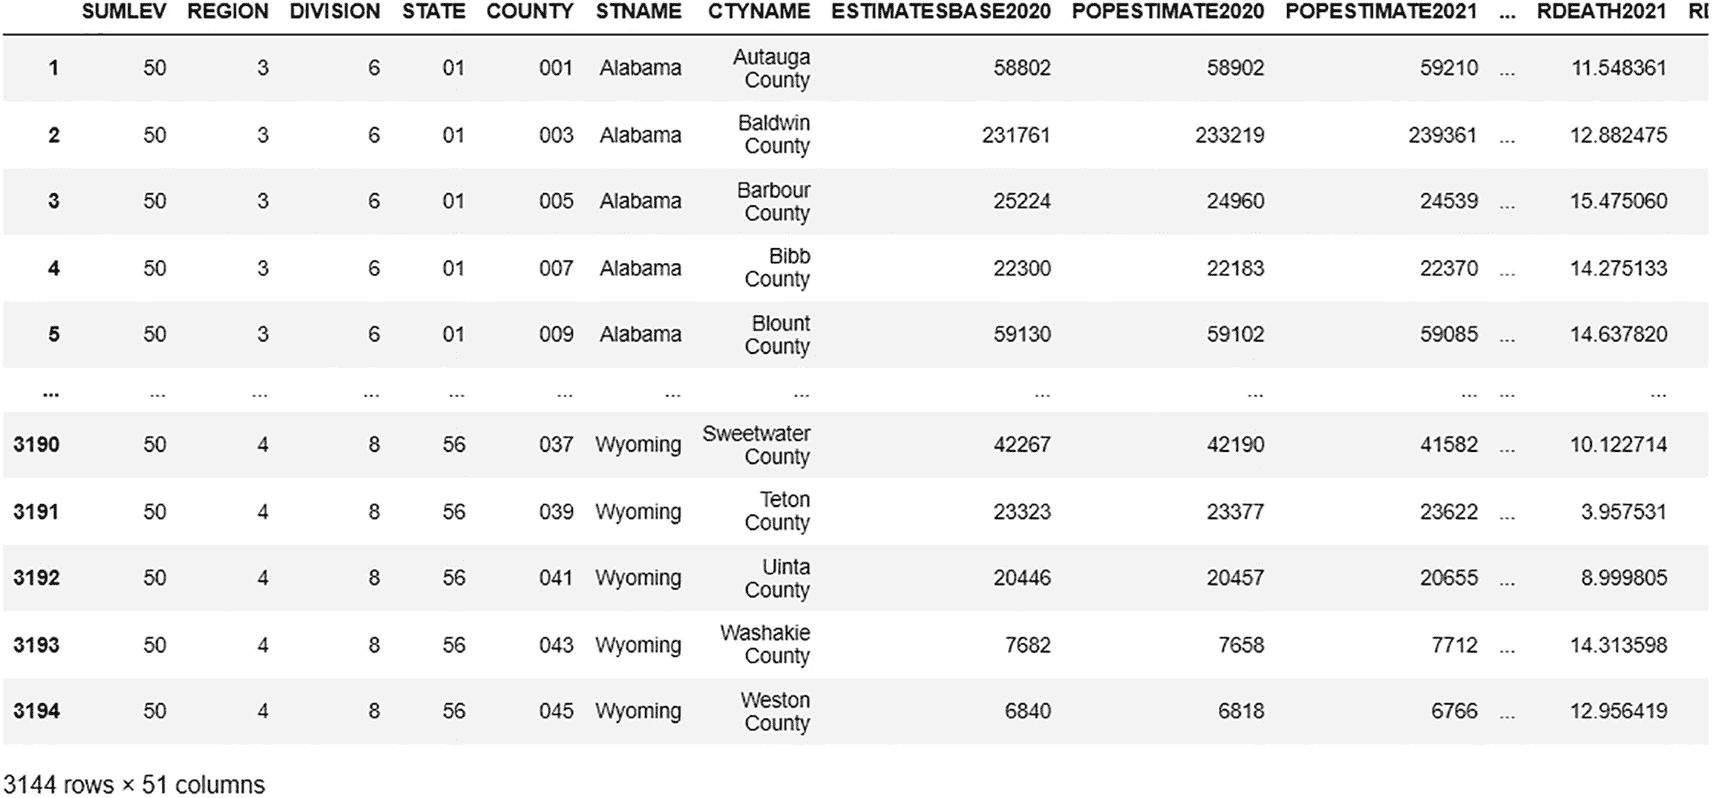 SUMLEV REGION DIVISION STATE COUNTY STNAME CTYNAME ESTIMATESBASE2020 POPESTIMATE2020 POPESTIMATE2021 ... RDEATH2021
1 50 3 6 01 001 Alabama Autauga County 58802 58902 59210 ... 11.548361
2 50 3 6 01 003 Alabama Baldwin County 231761 233219 239361 ... 12.882475
3 50 3 6 01 005 Alabama Barbour County 25224 24960 24539 ... 15.475060
4 50 3 6 01 007 Alabama Bibb County 22300 22183 22370 ... 14.275133
5 50 3 6 01 009 Alabama Blount County 59130 59102 59085 ... 14.637820
... ... ... ... ... ... ... ... ... ... ... ... ...
3190 50 4 8 56 037 Wyoming Sweetwater County 42267 42190 41582 ... 10.122714
3191 50 4 8 56 039 Wyoming Teton County 23323 23377 23622 ... 3.957531
3192 50 4 8 56 041 Wyoming Uinta County 20446 20457 20655 ... 8.999805
3193 50 4 8 56 043 Wyoming Washakie County 7682 7658 7712 ... 14.313598
3194 50 4 8 56 045 Wyoming Weston County 6840 6818 6766 ... 12.956419
3144 rows × 51 columns